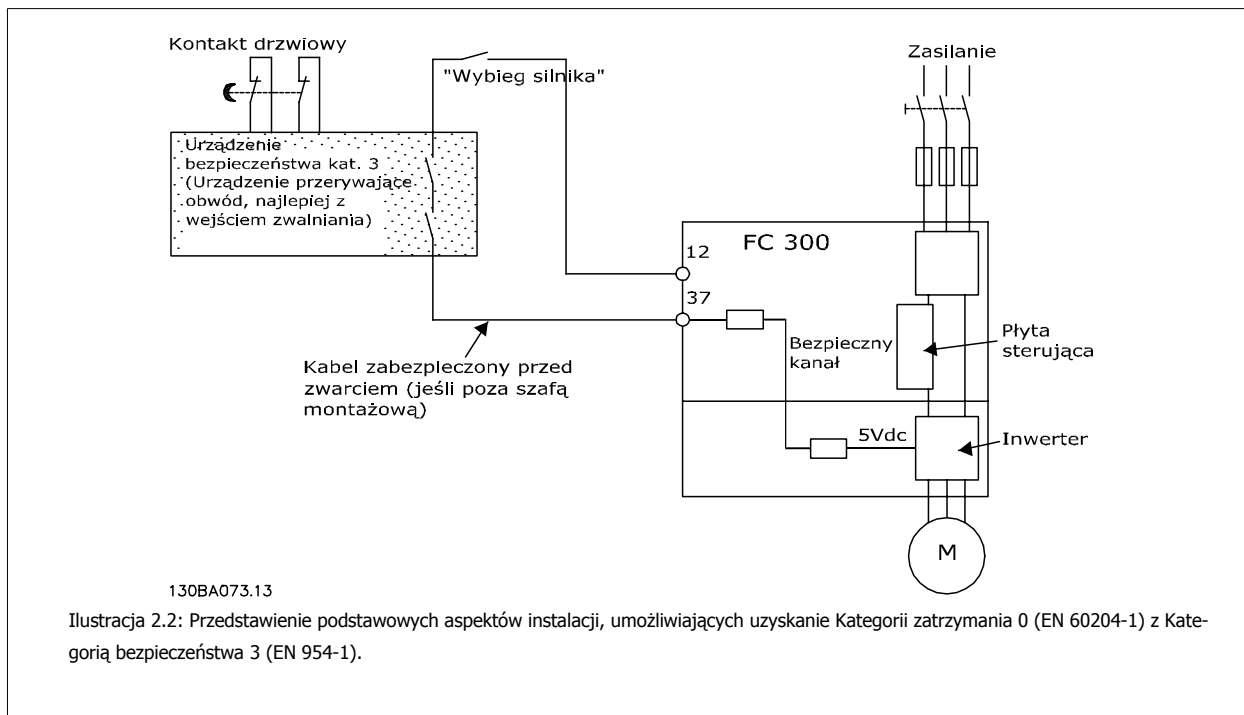 Kontakt drzwiowy
"Wybieg silnika"
Zasilanie
Urządzenie
bezpieczeństwa kat. 3
(Urządzenie przerywające
obwód, najlepiej z
wejściem zwalniania)
FC 300
12
37
Bezpieczny
kanał
Płyta
sterująca
Kabel zabezpieczony przed
zwarciem (jeśli poza szafą
montażową)
5Vdc
Inwerter
M
130BA073.13
Ilustracja 2.2: Przedstawienie podstawowych aspektów instalacji, umożliwiających uzyskanie Kategorii zatrzymania 0 (EN 60204-1) z Kate-
gorią bezpieczeństwa 3 (EN 954-1).